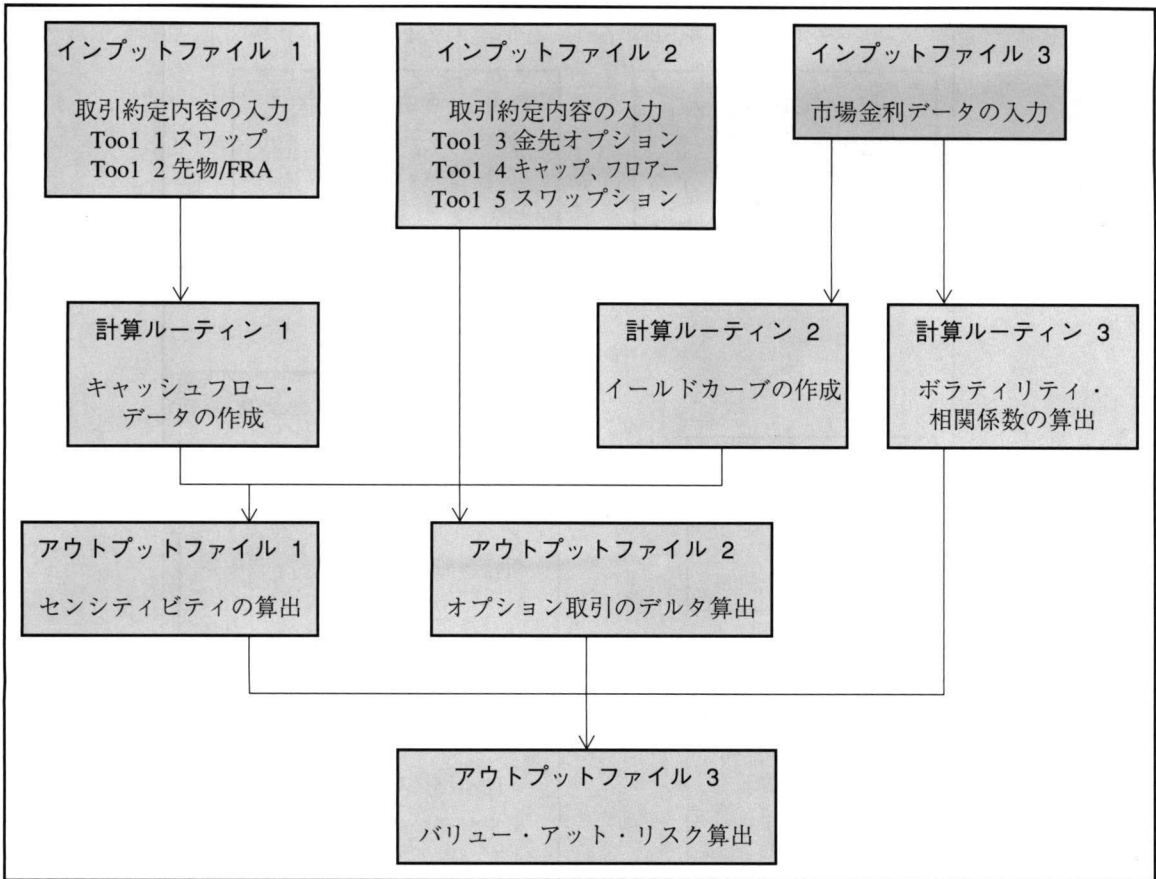 インプットファイル 1
取引約定内容の入力
Tool 1 スワップ
Tool 2 先物/FRA
インプットファイル 2
取引約定内容の入力
Tool 3 金先オプション
Tool 4 キャップ、フロアー
Tool 5 スワップション
インプットファイル 3
市場金利データの入力
計算ルーティン 1
キャッシュフロー・
データの作成
計算ルーティン 2
イールドカーブの作成
計算ルーティン 3
ボラティリティ・
相関係数の算出
アウトプットファイル 1
センシティビティの算出
アウトプットファイル 2
オプション取引のデルタ算出
アウトプットファイル 3
バリュー・アット・リスク算出